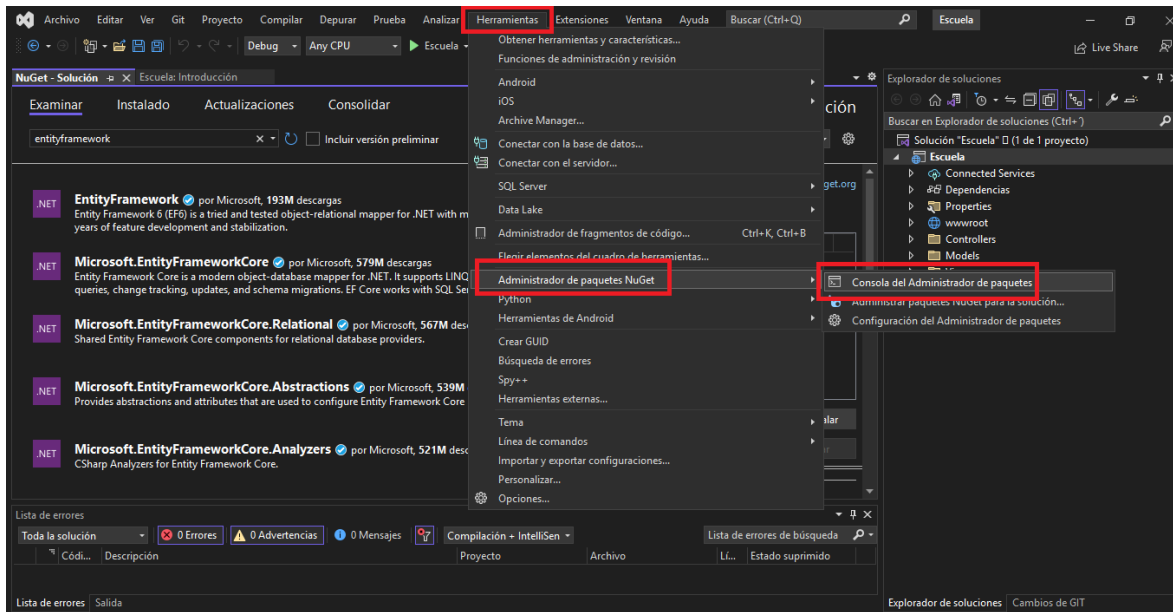 Archivo Editar Ver Git Proyecto Compilar Depurar Prueba Analizar Herramientas Extensiones Ventana Ayuda Buscar (Ctrl+Q) Escuela
Debug Any CPU Escuela Live Share
NuGet - Solución Escuela: Introducción
Examinar Instalado Actualizaciones Consolidar ción
entityframework Incluir versión preliminar
get.org
.NET EntityFramework por Microsoft, 193M descargas
Entity Framework 6 (EF6) is a tried and tested object-relational mapper for .NET with m
years of feature development and stabilization.
.NET Microsoft.EntityFrameworkCore por Microsoft, 579M descargas
Entity Framework Core is a modern object-database mapper for .NET. It supports LINQ
queries, change tracking, updates, and schema migrations. EF Core works with SQL Se
.NET Microsoft.EntityFrameworkCore.Relational por Microsoft, 567M des
Shared Entity Framework Core components for relational database providers.
.NET Microsoft.EntityFrameworkCore.Abstractions por Microsoft, 539M
Provides abstractions and attributes that are used to configure Entity Framework Core
.NET Microsoft.EntityFrameworkCore.Analyzers por Microsoft, 521M desc
CSharp Analyzers for Entity Framework Core.
alar
Obtener herramientas y características...
Funciones de administración y revisión
Android
iOS
Archive Manager...
Conectar con la base de datos...
Conectar con el servidor...
SQL Server
Data Lake
Administrador de fragmentos de código... Ctrl+K, Ctrl+B
Elegir elementos del cuadro de herramientas...
Administrador de paquetes NuGet
Python
Herramientas de Android
Crear GUID
Búsqueda de errores
Spy++
Herramientas externas...
Tema
Línea de comandos
Importar y exportar configuraciones...
Personalizar...
Opciones...
Consola del Administrador de paquetes
Administrar paquetes NuGet para la solución...
Configuración del Administrador de paquetes
Explorador de soluciones
Buscar en Explorador de soluciones (Ctrl+´)
Solución "Escuela" (1 de 1 proyecto)
Escuela
Connected Services
Dependencias
Properties
wwwroot
Controllers
Models
Lista de errores
Toda la solución 0 Errores 0 Advertencias 0 Mensajes Compilación + IntelliSen Lista de errores de búsqueda
Códi... Descripción Proyecto Archivo Lí... Estado suprimido
Lista de errores Salida
Explorador de soluciones Cambios de GIT